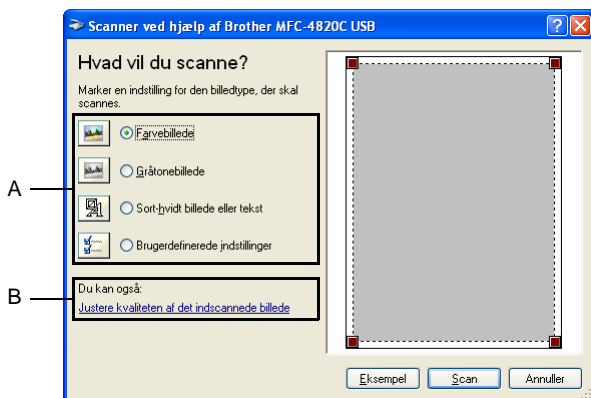 Scanner ved hjælp af Brother MFC-4820C USB
Hvad vil du scanne?
Marker en indstilling for den billedtype, der skal
scannes.
A
Farvebillede
Gråtonebillede
Sort-hvidt billede eller tekst
Brugerdefinerede indstillinger
B
Du kan også:
Justere kvaliteten af det indscannede billede
Eksempel
Scan
Annuller